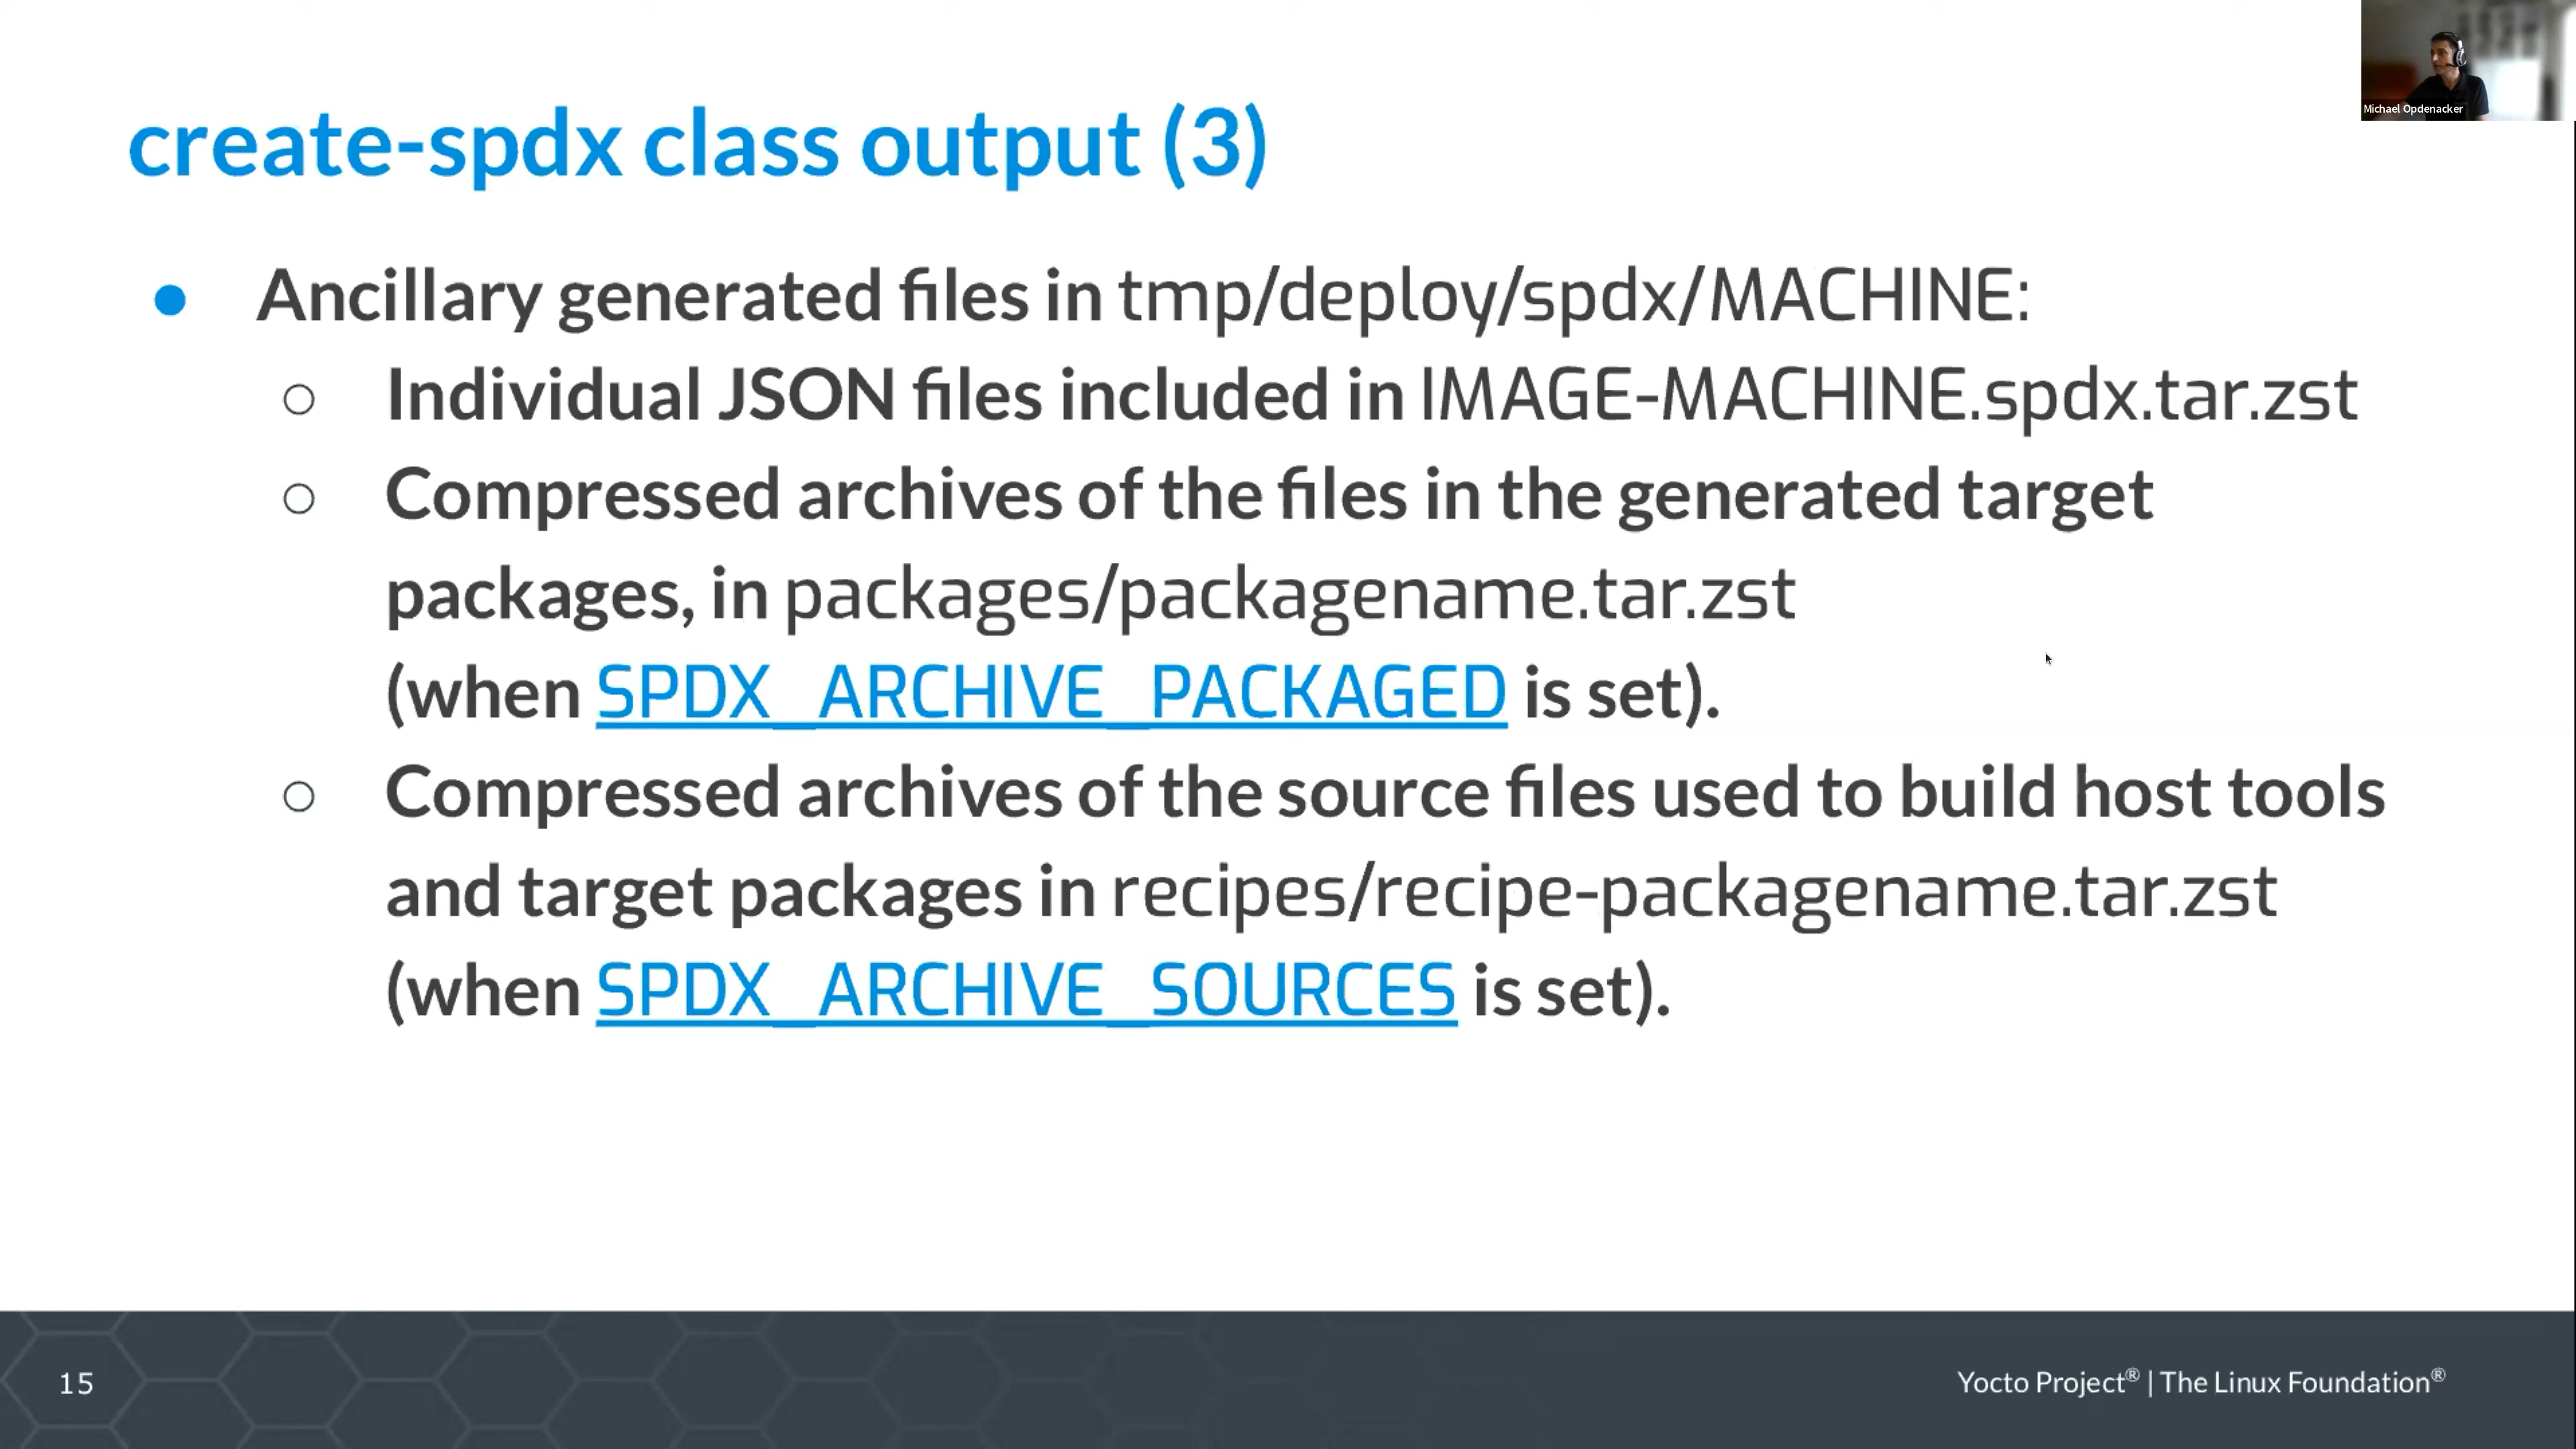 Michael Opdenacker
create-spdx class output (3)
● Ancillary generated files in tmp/deploy/spdx/MACHINE:
○ Individual JSON files included in IMAGE-MACHINE.spdx.tar.zst
○ Compressed archives of the files in the generated target
packages, in packages/packagename.tar.zst
(when SPDX_ARCHIVE_PACKAGED is set).
○ Compressed archives of the source files used to build host tools
and target packages in recipes/recipe-packagename.tar.zst
(when SPDX_ARCHIVE_SOURCES is set).
15
Yocto Project® | The Linux Foundation®